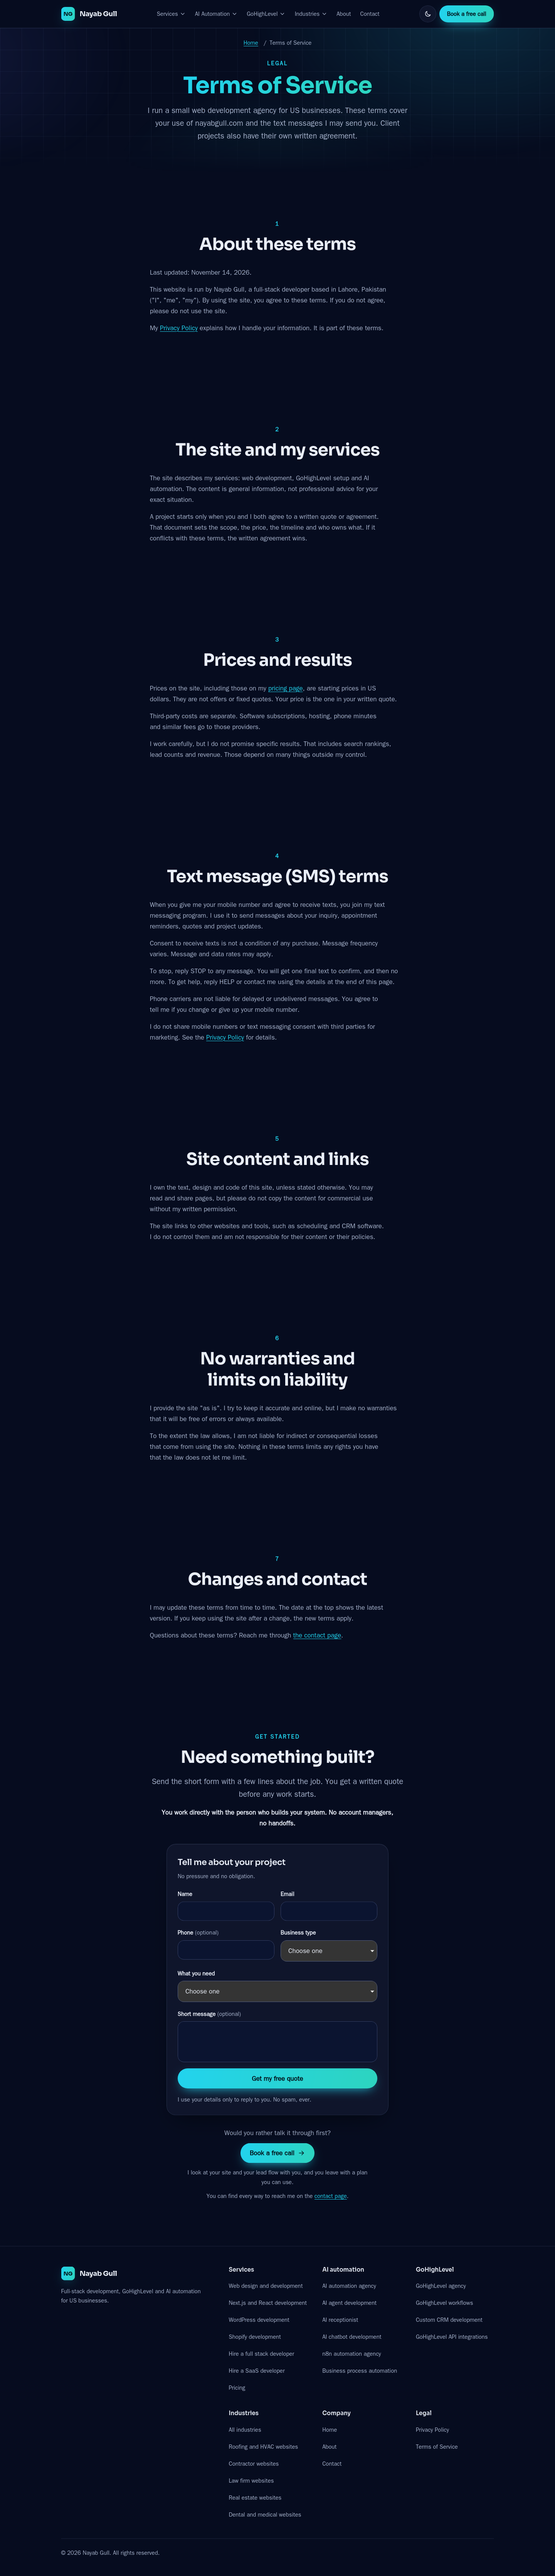 NG Nayab Gull
Services AI Automation GoHighLevel Industries About Contact
Book a free call
Home / Terms of Service
LEGAL
Terms of Service
I run a small web development agency for US businesses. These terms cover
your use of nayabgull.com and the text messages I may send you. Client
projects also have their own written agreement.
1
About these terms
Last updated: November 14, 2026.
This website is run by Nayab Gull, a full-stack developer based in Lahore, Pakistan
("I", "me", "my"). By using the site, you agree to these terms. If you do not agree,
please do not use the site.
My Privacy Policy explains how I handle your information. It is part of these terms.
2
The site and my services
The site describes my services: web development, GoHighLevel setup and AI
automation. The content is general information, not professional advice for your
exact situation.
A project starts only when you and I both agree to a written quote or agreement.
That document sets the scope, the price, the timeline and who owns what. If it
conflicts with these terms, the written agreement wins.
3
Prices and results
Prices on the site, including those on my pricing page, are starting prices in US
dollars. They are not offers or fixed quotes. Your price is the one in your written quote.
Third-party costs are separate. Software subscriptions, hosting, phone minutes
and similar fees go to those providers.
I work carefully, but I do not promise specific results. That includes search rankings,
lead counts and revenue. Those depend on many things outside my control.
4
Text message (SMS) terms
When you give me your mobile number and agree to receive texts, you join my text
messaging program. I use it to send messages about your inquiry, appointment
reminders, quotes and project updates.
Consent to receive texts is not a condition of any purchase. Message frequency
varies. Message and data rates may apply.
To stop, reply STOP to any message. You will get one final text to confirm, and then no
more. To get help, reply HELP or contact me using the details at the end of this page.
Phone carriers are not liable for delayed or undelivered messages. You agree to
tell me if you change or give up your mobile number.
I do not share mobile numbers or text messaging consent with third parties for
marketing. See the Privacy Policy for details.
5
Site content and links
I own the text, design and code of this site, unless stated otherwise. You may
read and share pages, but please do not copy the content for commercial use
without my written permission.
The site links to other websites and tools, such as scheduling and CRM software.
I do not control them and am not responsible for their content or their policies.
6
No warranties and
limits on liability
I provide the site "as is". I try to keep it accurate and online, but I make no warranties
that it will be free of errors or always available.
To the extent the law allows, I am not liable for indirect or consequential losses
that come from using the site. Nothing in these terms limits any rights you have
that the law does not let me limit.
7
Changes and contact
I may update these terms from time to time. The date at the top shows the latest
version. If you keep using the site after a change, the new terms apply.
Questions about these terms? Reach me through the contact page.
GET STARTED
Need something built?
Send the short form with a few lines about the job. You get a written quote
before any work starts.
You work directly with the person who builds your system. No account managers,
no handoffs.
Tell me about your project
No pressure and no obligation.
Name Email
Phone (optional) Business type
Choose one
What you need
Choose one
Short message (optional)
Get my free quote
I use your details only to reply to you. No spam, ever.
Would you rather talk it through first?
Book a free call →
I look at your site and your lead flow with you, and you leave with a plan
you can use.
You can find every way to reach me on the contact page.
NG Nayab Gull
Full-stack development, GoHighLevel and AI automation
for US businesses.
Services
Web design and development
Next.js and React development
WordPress development
Shopify development
Hire a full stack developer
Hire a SaaS developer
Pricing
AI automation
AI automation agency
AI agent development
AI receptionist
AI chatbot development
n8n automation agency
Business process automation
GoHighLevel
GoHighLevel agency
GoHighLevel workflows
Custom CRM development
GoHighLevel API integrations
Industries
All industries
Roofing and HVAC websites
Contractor websites
Law firm websites
Real estate websites
Dental and medical websites
Company
Home
About
Contact
Legal
Privacy Policy
Terms of Service
© 2026 Nayab Gull. All rights reserved.